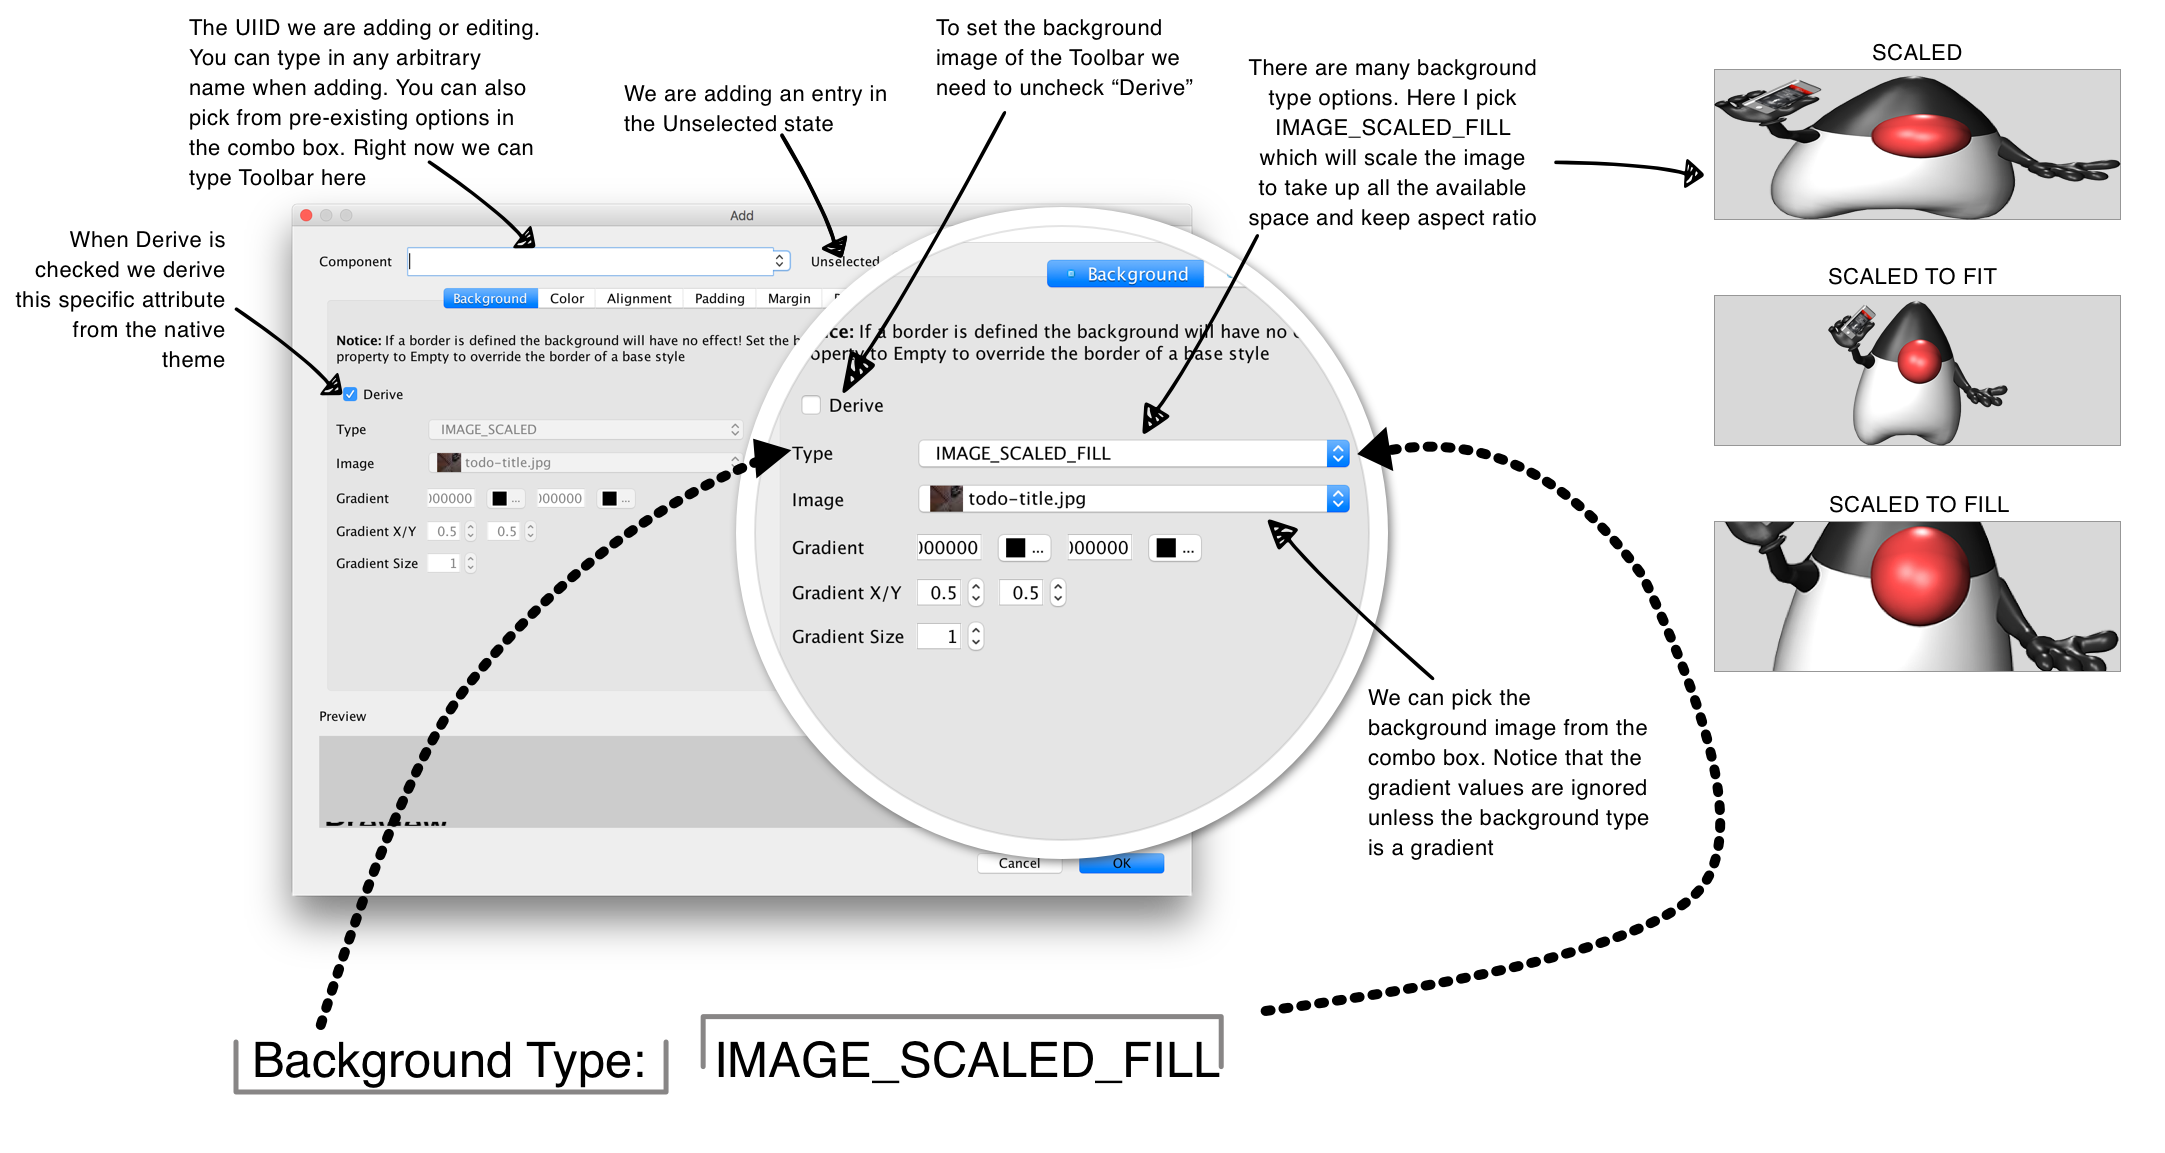 The UIID we are adding or editing.
You can type in any arbitrary
name when adding. You can also
pick from pre-existing options in
the combo box. Right now we can
type Toolbar here
We are adding an entry in
the Unselected state
To set the background
image of the Toolbar we
need to uncheck “Derive”
There are many background
type options. Here I pick
IMAGE_SCALED_FILL
which will scale the image
to take up all the available
space and keep aspect ratio
SCALED
SCALED TO FIT
SCALED TO FILL
When Derive is
checked we derive
this specific attribute
from the native
theme
Add
Component
Unselected
Background Color Alignment Padding Margin
Notice: If a border is defined the background will have no effect! Set the
property to Empty to override the border of a base style
Derive
Type IMAGE_SCALED
Image todo-title.jpg
Gradient 000000 ... 000000 ...
Gradient X/Y 0.5 0.5
Gradient Size 1
Preview
Preview
Cancel OK
Background
If a border is defined the background will have no
to Empty to override the border of a base style
Derive
Type IMAGE_SCALED_FILL
Image todo-title.jpg
Gradient 000000 ... 000000 ...
Gradient X/Y 0.5 0.5
Gradient Size 1
We can pick the
background image from the
combo box. Notice that the
gradient values are ignored
unless the background type
is a gradient
Background Type: IMAGE_SCALED_FILL